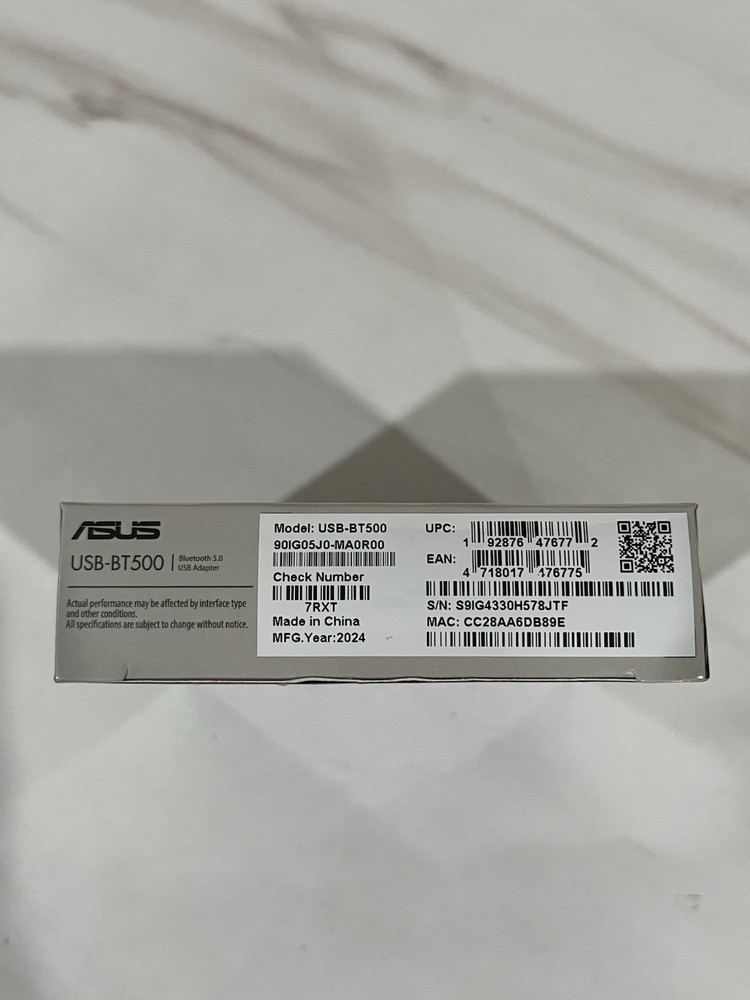 ASUS
USB-BT500
Bluetooth 5.0
USB Adapter
Actual performance may be affected by interface type
and other conditions.
All specifications are subject to change without notice.
Model: USB-BT500
90IG05J0-MA0R00
Check Number
7RXT
Made in China
MFG.Year:2024
UPC:
1 92876 47677 2
EAN:
4 718017 476775
S/N: S9IG4330H578JTF
MAC: CC28AA6DB89E